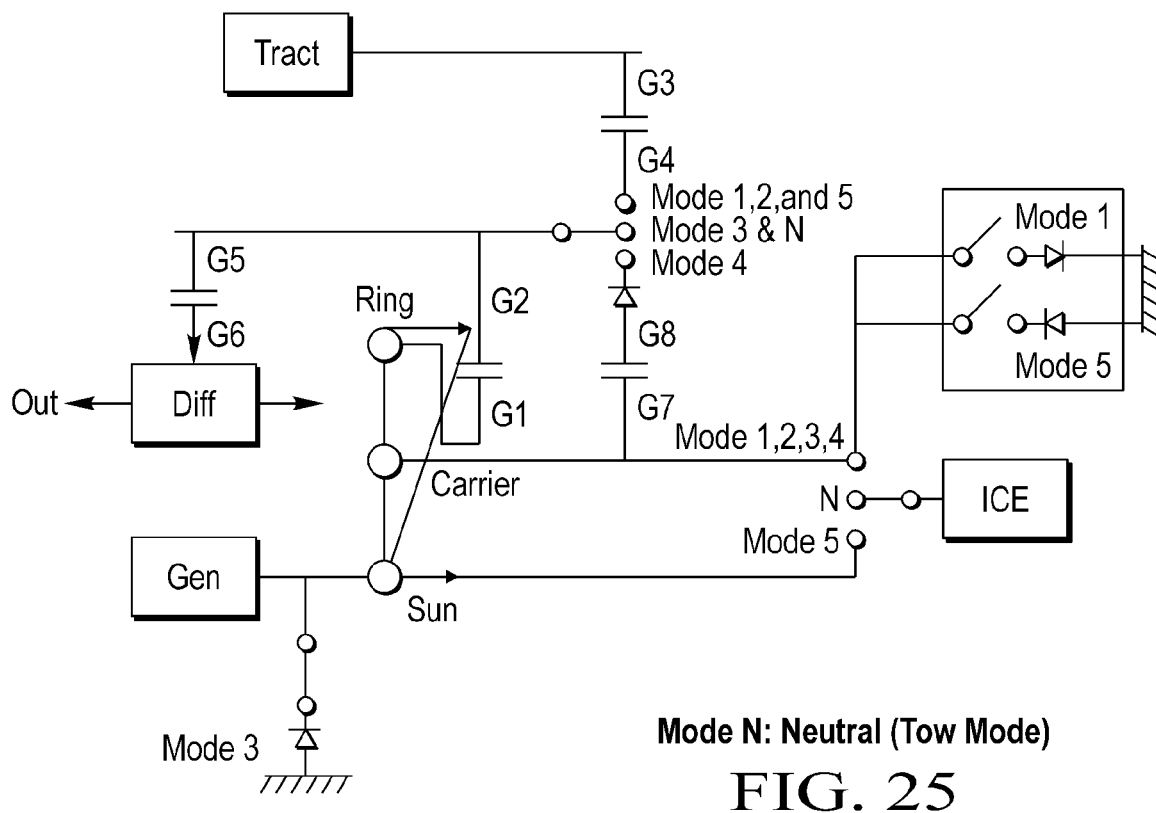 Tract
G3
G4
Mode 1,2,and 5
Mode 3 & N
Mode 4
Mode 1
Mode 5
G5
G6
Ring
G2
G1
G8
G7
Out
Diff
Mode 1,2,3,4
Carrier
N
ICE
Mode 5
Gen
Sun
Mode 3
Mode N: Neutral (Tow Mode)
FIG. 25